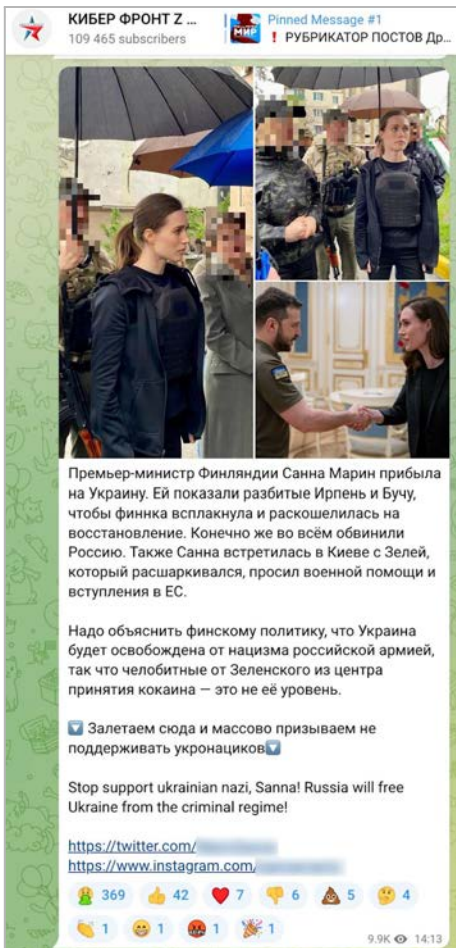 КИБЕР ФРОНТ Z ...
109 465 subscribers
МИР
Pinned Message #1
❗ РУБРИКАТОР ПОСТОВ Др...
Премьер-министр Финляндии Санна Марин прибыла
на Украину. Ей показали разбитые Ирпень и Бучу,
чтобы финнка всплакнула и раскошелилась на
восстановление. Конечно же во всём обвинили
Россию. Также Санна встретилась в Киеве с Зелей,
который расшаркивался, просил военной помощи и
вступления в ЕС.
Надо объяснить финскому политику, что Украина
будет освобождена от нацизма российской армией,
так что челобитные от Зеленского из центра
принятия кокаина — это не её уровень.
🔽 Залетаем сюда и массово призываем не
поддерживать укронациков🔽
Stop support ukrainian nazi, Sanna! Russia will free
Ukraine from the criminal regime!
https://twitter.com/
https://www.instagram.com/
🤮 369 👍 42 ❤️ 7 👎 6 💩 5 🤔 4
👏 1 😁 1 🤬 1 🎉 1
9.9K 14:13